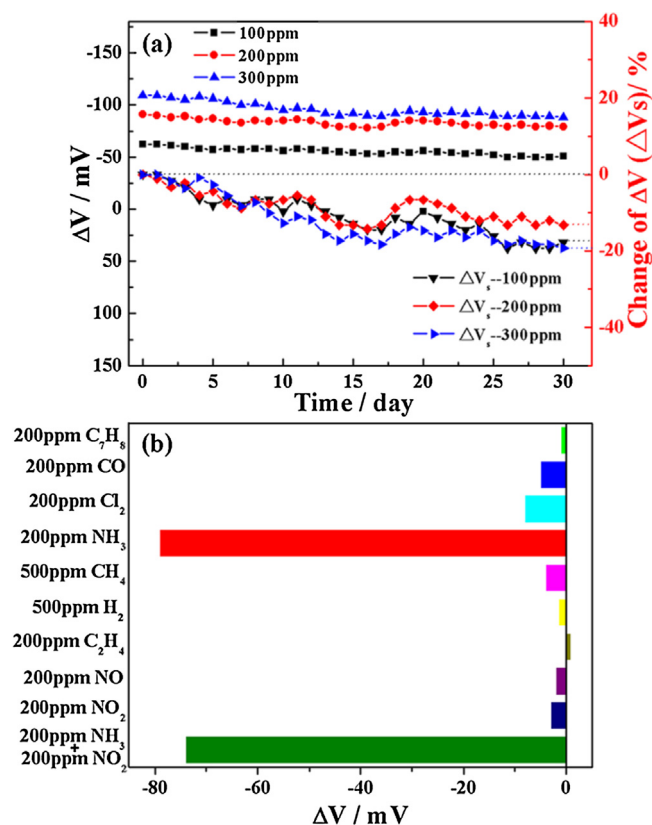 (a)
100ppm
200ppm
300ppm
-150
-100
-50
0
50
100
150
ΔV / mV
40
20
0
-20
-40
Change of ΔV (△Vs)/ %
△Vs--100ppm
△Vs--200ppm
△Vs--300ppm
0 5 10 15 20 25 30
Time / day
(b)
200ppm C7H8
200ppm CO
200ppm Cl2
200ppm NH3
500ppm CH4
500ppm H2
200ppm C2H4
200ppm NO
200ppm NO2
200ppm NH3
+
200ppm NO2
-80 -60 -40 -20 0
ΔV / mV